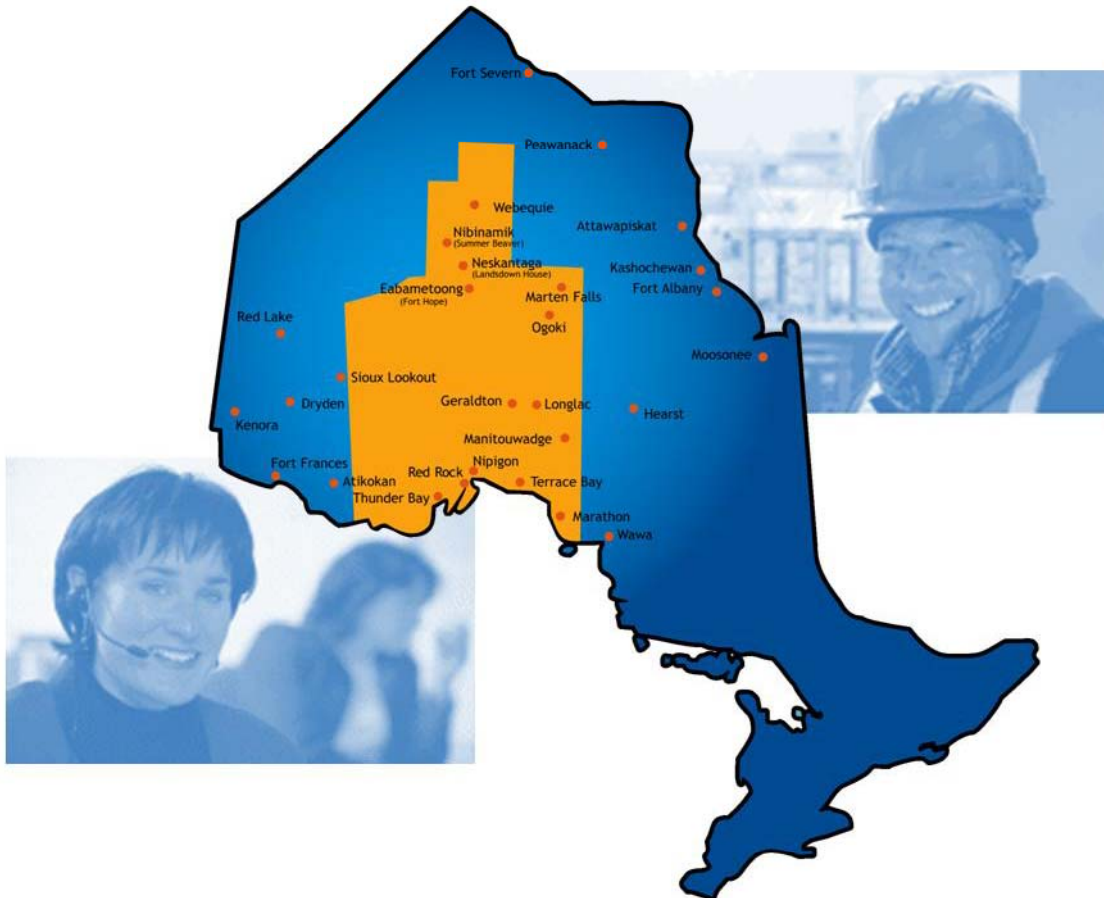 Fort Severn
Peawanack
Webequie
Attawapiskat
Nibinamik
(Summer Beaver)
Neskantaga
(Landsdown House)
Kashochewan
Eabametoong
(Fort Hope)
Marten Falls
Fort Albany
Ogoki
Red Lake
Moosonee
Sioux Lookout
Dryden
Geraldton
Longlac
Hearst
Kenora
Manitouwadge
Fort Frances
Nipigon
Atikokan
Red Rock
Terrace Bay
Thunder Bay
Marathon
Wawa